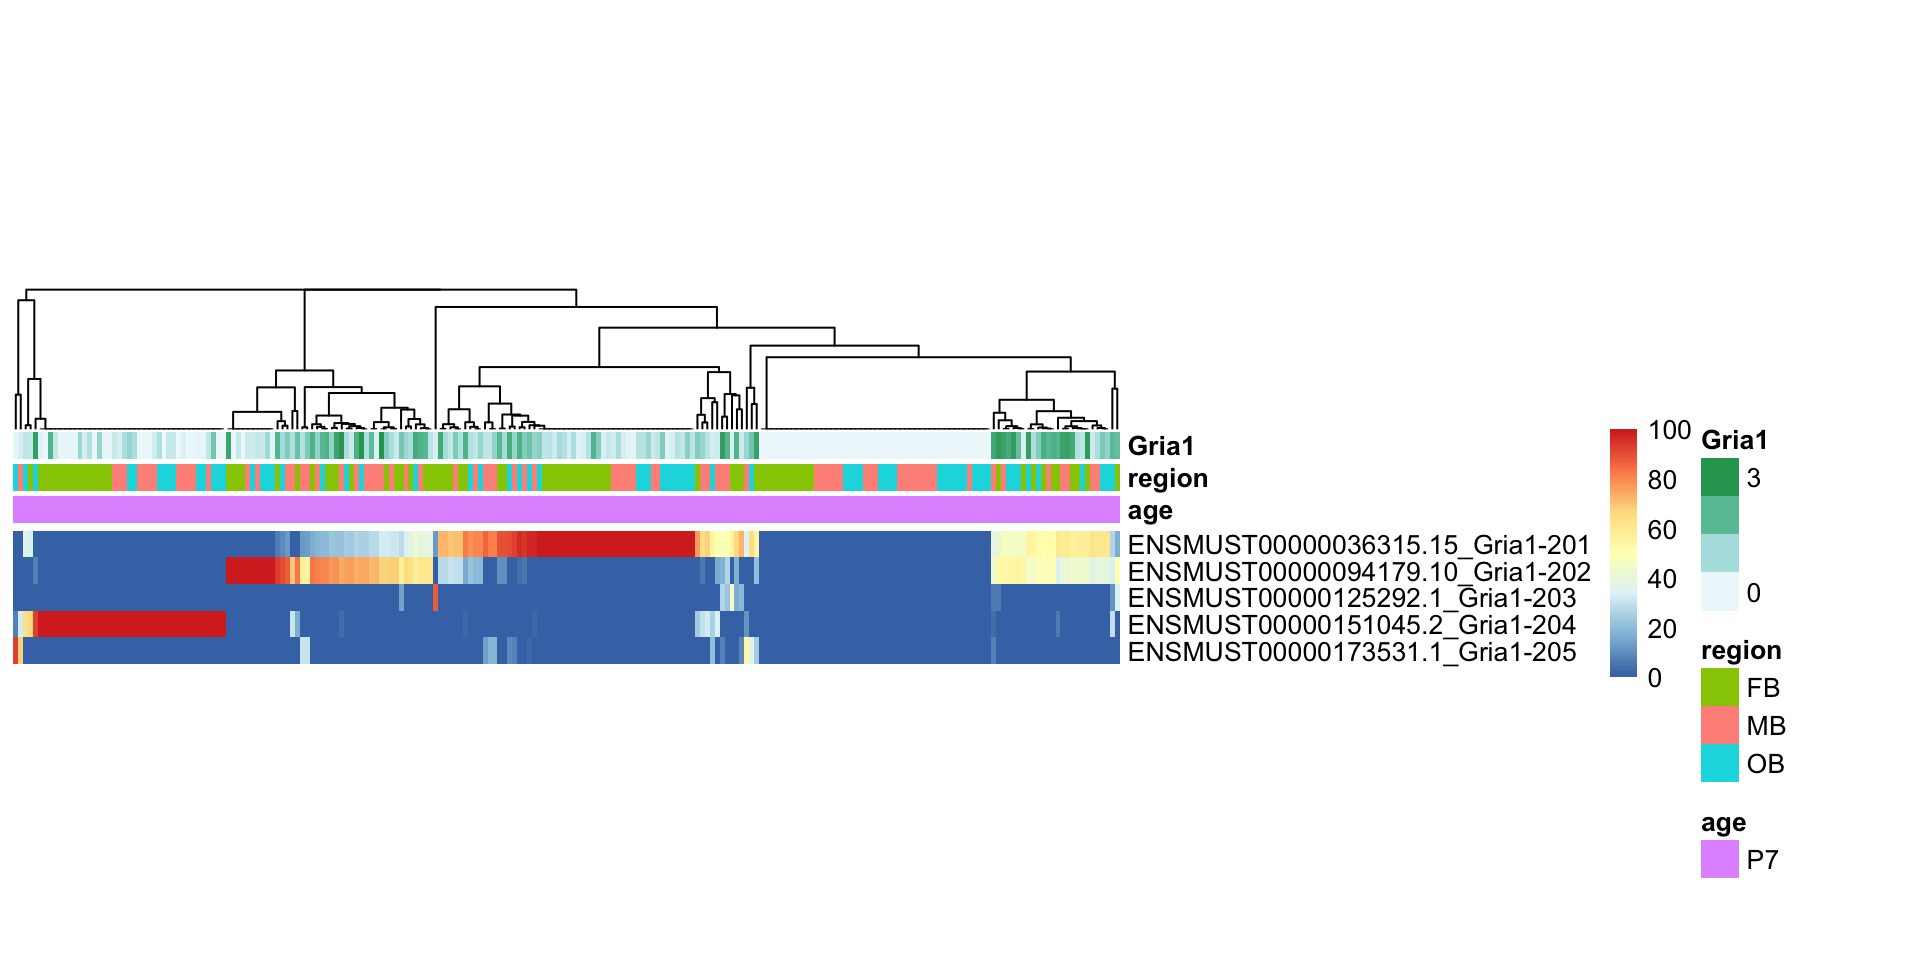 Gria1
region
age
ENSMUST00000036315.15_Gria1-201
ENSMUST00000094179.10_Gria1-202
ENSMUST00000125292.1_Gria1-203
ENSMUST00000151045.2_Gria1-204
ENSMUST00000173531.1_Gria1-205
100
80
60
40
20
0
Gria1
3
0
region
FB
MB
OB
age
P7